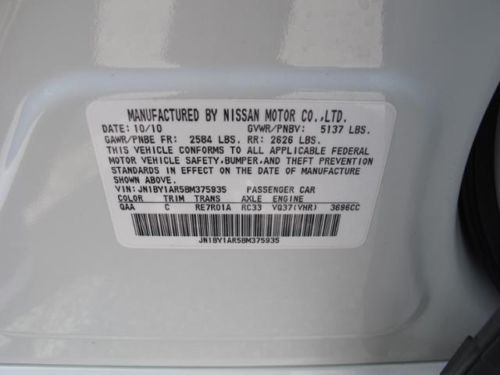 MANUFACTURED BY NISSAN MOTOR CO.,LTD.
DATE: 10/10 GVWR/PNBV: 5137 LBS.
GAWR/PNBE FR: 2584 LBS. RR: 2626 LBS.
THIS VEHICLE CONFORMS TO ALL APPLICABLE FEDERAL
MOTOR VEHICLE SAFETY,BUMPER,AND THEFT PREVENTION
STANDARDS IN EFFECT ON THE DATE OF MANUFACTURE
SHOWN ABOVE.
VIN: JN1BY1AR5BM375935 PASSENGER CAR
COLOR TRIM TRANS AXLE ENGINE
QAA C RE7R01A RC33 VQ37(VHR) 3696CC
JN1BY1AR5BM375935